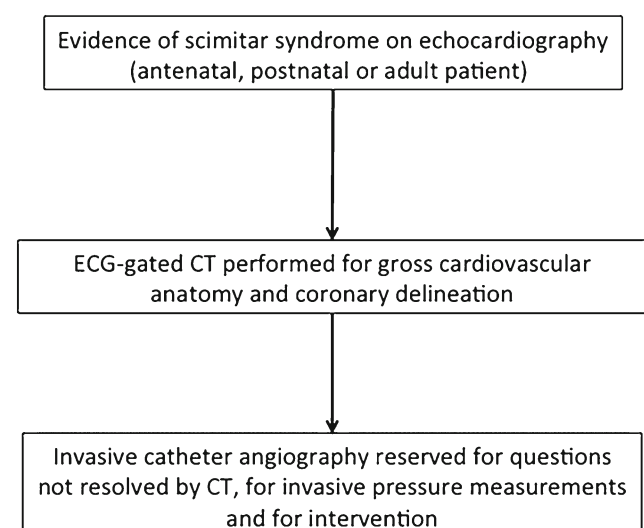 Evidence of scimitar syndrome on echocardiography
(antenatal, postnatal or adult patient)
ECG-gated CT performed for gross cardiovascular
anatomy and coronary delineation
Invasive catheter angiography reserved for questions
not resolved by CT, for invasive pressure measurements
and for intervention